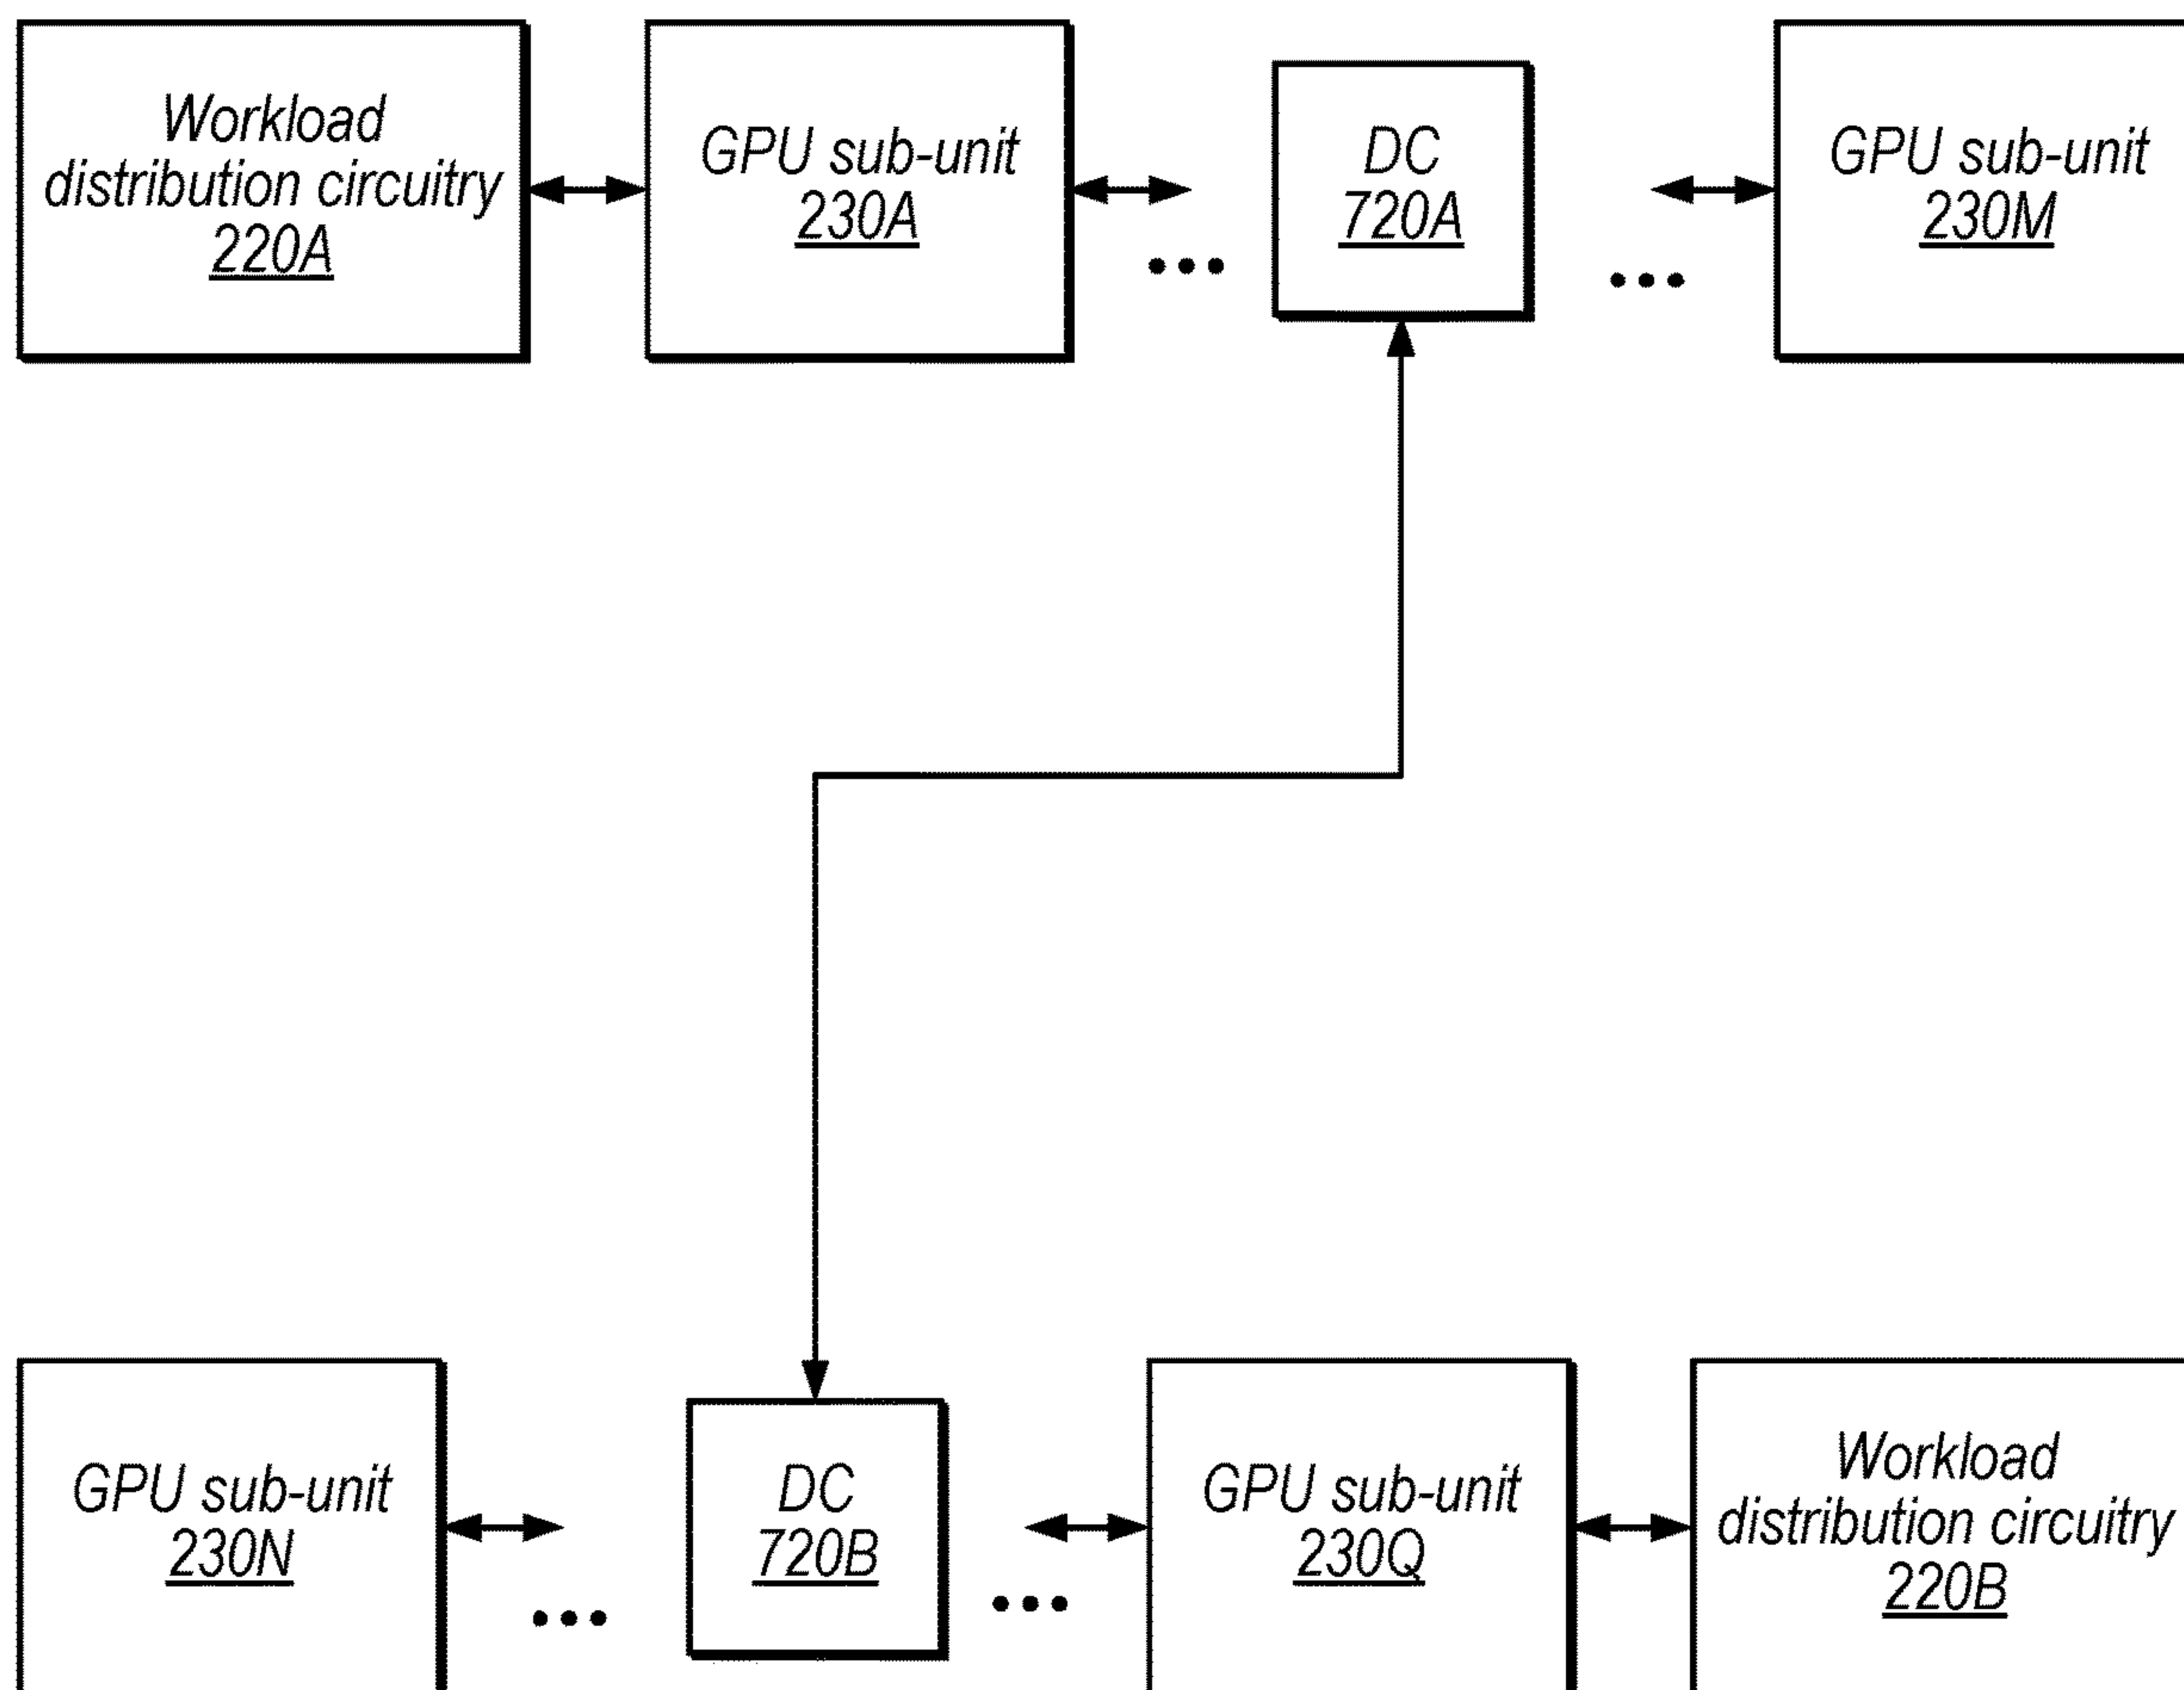 Workload
distribution circuitry
220A
GPU sub-unit
230A
...
DC
720A
...
GPU sub-unit
230M
GPU sub-unit
230N
...
DC
720B
...
GPU sub-unit
230Q
Workload
distribution circuitry
220B